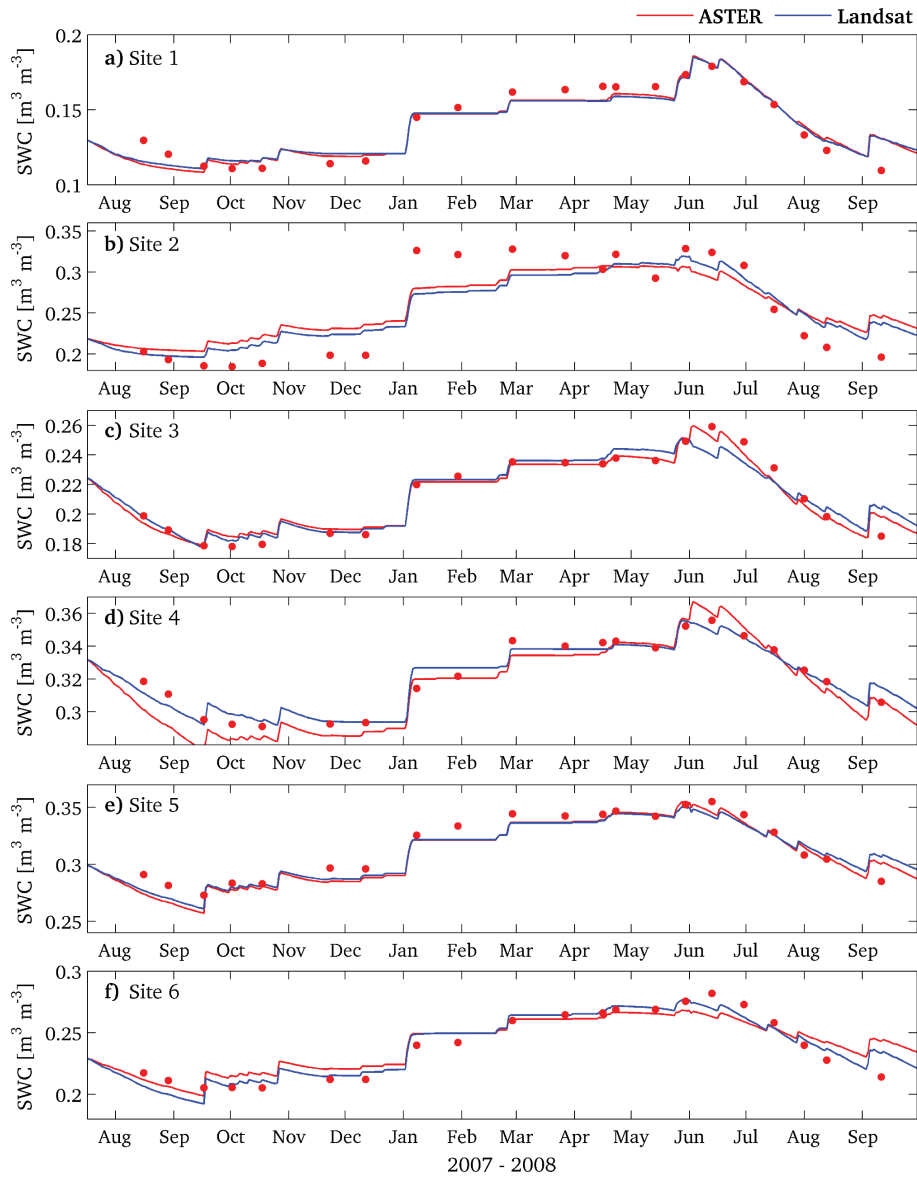 ASTER Landsat
a) Site 1
SWC [m³ m⁻³]
0.2
0.15
0.1
Aug Sep Oct Nov Dec Jan Feb Mar Apr May Jun Jul Aug Sep
b) Site 2
SWC [m³ m⁻³]
0.35
0.3
0.25
0.2
Aug Sep Oct Nov Dec Jan Feb Mar Apr May Jun Jul Aug Sep
c) Site 3
SWC [m³ m⁻³]
0.26
0.24
0.22
0.2
0.18
Aug Sep Oct Nov Dec Jan Feb Mar Apr May Jun Jul Aug Sep
d) Site 4
SWC [m³ m⁻³]
0.36
0.34
0.32
0.3
Aug Sep Oct Nov Dec Jan Feb Mar Apr May Jun Jul Aug Sep
e) Site 5
SWC [m³ m⁻³]
0.35
0.3
0.25
Aug Sep Oct Nov Dec Jan Feb Mar Apr May Jun Jul Aug Sep
f) Site 6
SWC [m³ m⁻³]
0.3
0.25
0.2
Aug Sep Oct Nov Dec Jan Feb Mar Apr May Jun Jul Aug Sep
2007 - 2008